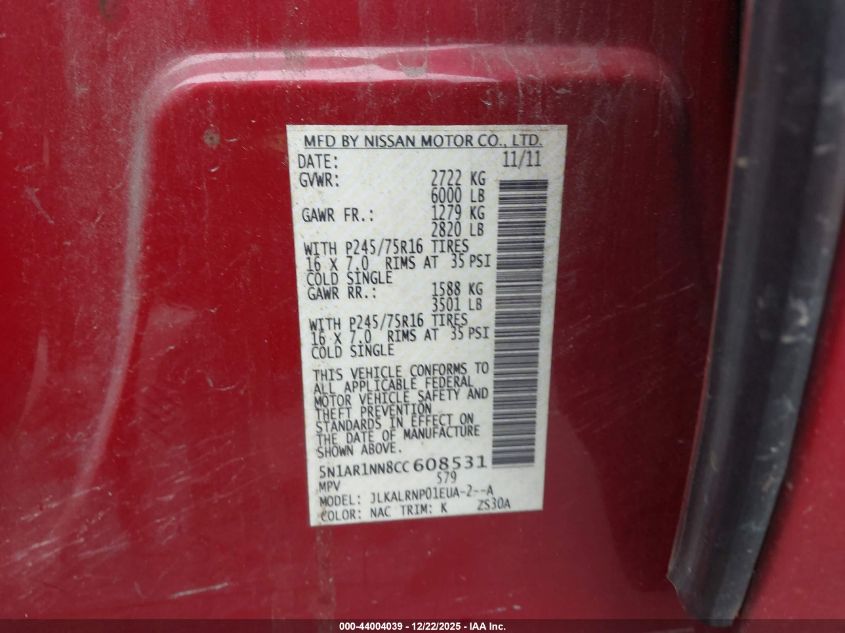 MFD BY NISSAN MOTOR CO., LTD.
DATE: 11/11
GVWR: 2722 KG
6000 LB
GAWR FR.: 1279 KG
2820 LB
WITH P245/75R16 TIRES
16 X 7.0 RIMS AT 35 PSI
COLD SINGLE
GAWR RR.: 1588 KG
3501 LB
WITH P245/75R16 TIRES
16 X 7.0 RIMS AT 35 PSI
COLD SINGLE
THIS VEHICLE CONFORMS TO
ALL APPLICABLE FEDERAL
MOTOR VEHICLE SAFETY AND
THEFT PREVENTION
STANDARDS IN EFFECT ON
THE DATE OF MANUFACTURE
SHOWN ABOVE.
5N1AR1NN8CC608531
MPV 579
MODEL: JLKALRNP01EUA-2--A
COLOR: NAC TRIM: K ZS30A
000-44004039 • 12/22/2025 • IAA Inc.